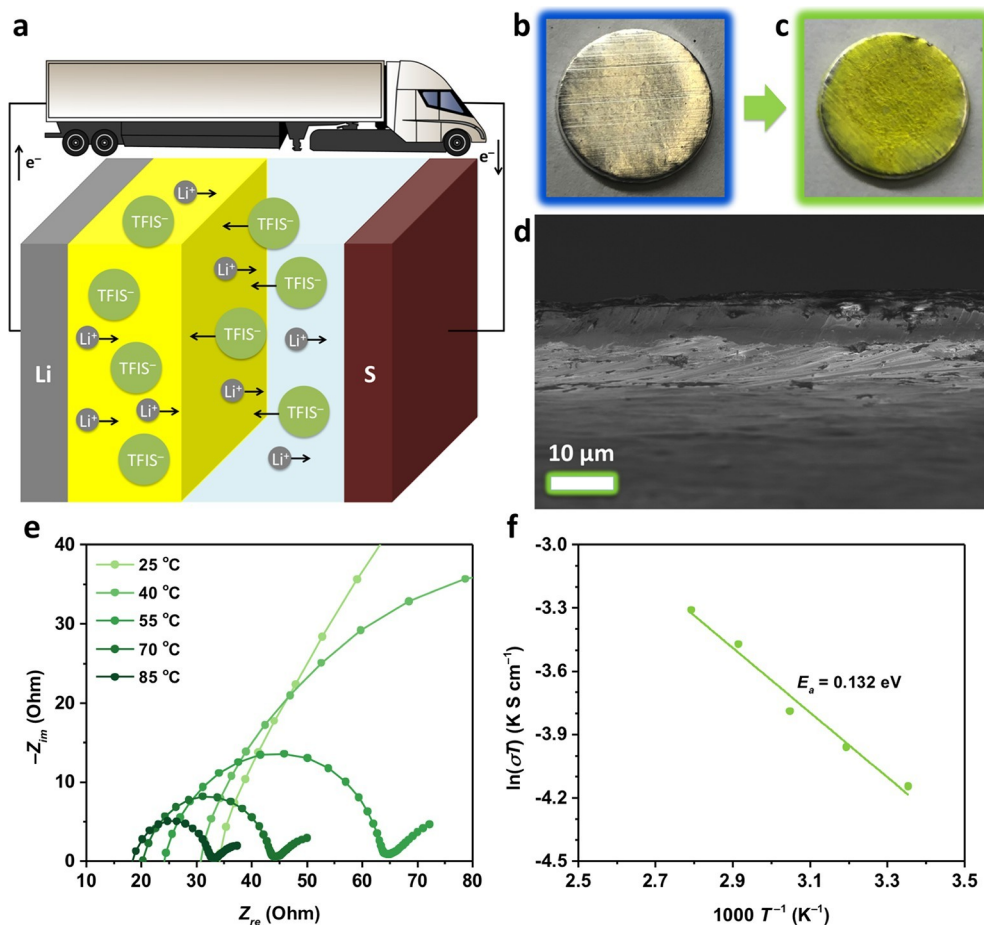 a
e⁻
e⁻
Li⁺
TFIS⁻
TFIS⁻
Li⁺
TFIS⁻
TFIS⁻
Li⁺
TFIS⁻
Li⁺
TFIS⁻
Li⁺
Li
S
Li⁺
TFIS⁻
Li⁺
Li⁺
TFIS⁻
Li⁺
b
c
d
10 µm
e
40
30
20
10
0
−Z_im (Ohm)
25 °C
40 °C
55 °C
70 °C
85 °C
10 20 30 40 50 60 70 80
Z_re (Ohm)
f
-3.0
-3.3
-3.6
-3.9
-4.2
-4.5
ln(σT) (K S cm⁻¹)
E_a = 0.132 eV
2.5 2.7 2.9 3.1 3.3 3.5
1000 T⁻¹ (K⁻¹)